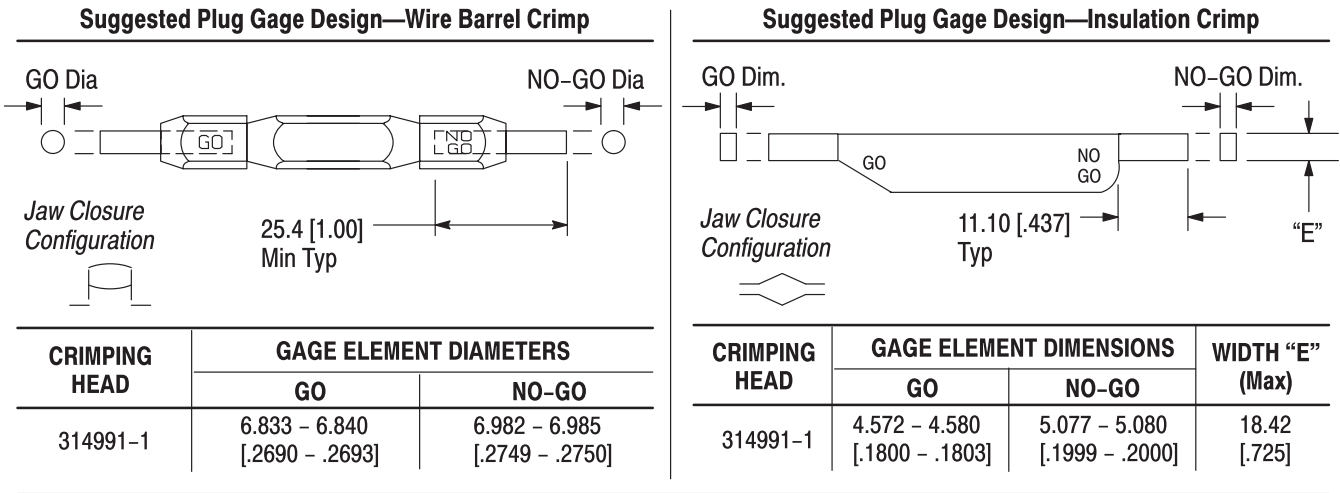 Suggested Plug Gage Design—Wire Barrel Crimp
GO Dia
NO–GO Dia
GO
NO
GO
Jaw Closure
Configuration
25.4 [1.00]
Min Typ
CRIMPING
HEAD
GAGE ELEMENT DIAMETERS
GO
NO–GO
314991–1
6.833 – 6.840
[.2690 – .2693]
6.982 – 6.985
[.2749 – .2750]
Suggested Plug Gage Design—Insulation Crimp
GO Dim.
NO–GO Dim.
GO
NO
GO
Jaw Closure
Configuration
11.10 [.437]
Typ
“E”
CRIMPING
HEAD
GAGE ELEMENT DIMENSIONS
WIDTH “E”
(Max)
GO
NO–GO
314991–1
4.572 – 4.580
[.1800 – .1803]
5.077 – 5.080
[.1999 – .2000]
18.42
[.725]